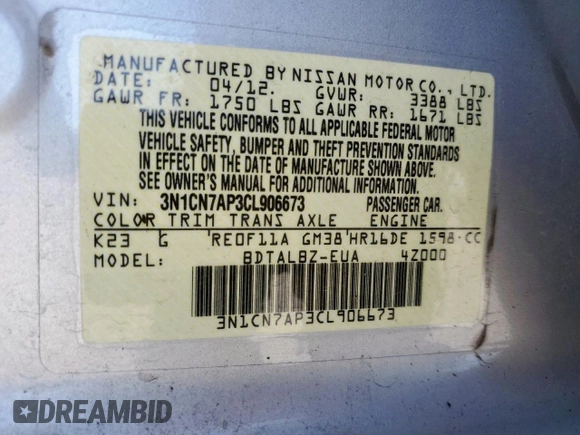 MANUFACTURED BY NISSAN MOTOR CO., LTD.
DATE: 04/12. GVWR: 3388 LBS
GAWR FR: 1750 LBS GAWR RR: 1671 LBS
THIS VEHICLE CONFORMS TO ALL APPLICABLE FEDERAL MOTOR
VEHICLE SAFETY, BUMPER AND THEFT PREVENTION STANDARDS
IN EFFECT ON THE DATE OF MANUFACTURE SHOWN ABOVE.
SEE OWNER'S MANUAL FOR ADDITIONAL INFORMATION.
VIN: 3N1CN7AP3CL906673 PASSENGER CAR.
COLOR TRIM TRANS AXLE ENGINE
K23 G RE0F11A GM38 HR16DE 1598 CC
BDTALBZ-EUA 4Z000
3N1CN7AP3CL906673
DREAMBID